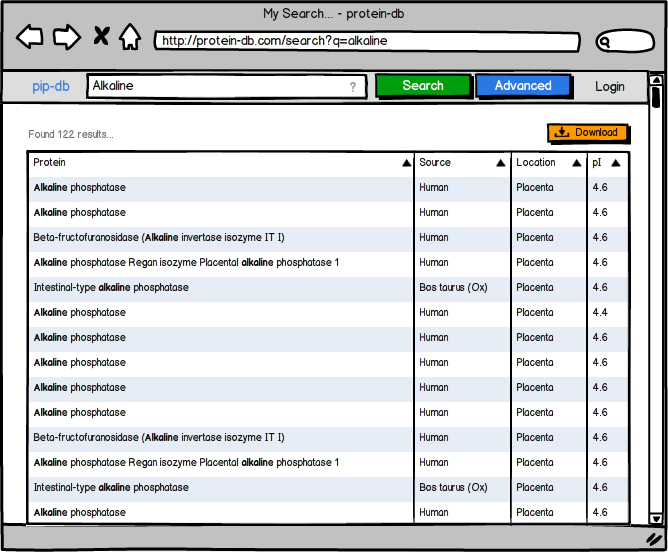 My Search... - protein-db
http://protein-db.com/search?q=alkaline
pip-db Alkaline ? Search Advanced Login
Found 122 results... Download
Protein Source Location pI
Alkaline phosphatase Human Placenta 4.6
Alkaline phosphatase Human Placenta 4.6
Beta-fructofuranosidase (Alkaline invertase isozyme IT I) Human Placenta 4.6
Alkaline phosphatase Regan isozyme Placental alkaline phosphatase 1 Human Placenta 4.6
Intestinal-type alkaline phosphatase Bos taurus (Ox) Placenta 4.6
Alkaline phosphatase Human Placenta 4.4
Alkaline phosphatase Human Placenta 4.6
Alkaline phosphatase Human Placenta 4.6
Alkaline phosphatase Human Placenta 4.6
Alkaline phosphatase Human Placenta 4.6
Beta-fructofuranosidase (Alkaline invertase isozyme IT I) Human Placenta 4.6
Alkaline phosphatase Regan isozyme Placental alkaline phosphatase 1 Human Placenta 4.6
Intestinal-type alkaline phosphatase Bos taurus (Ox) Placenta 4.6
Alkaline phosphatase Human Placenta 4.6